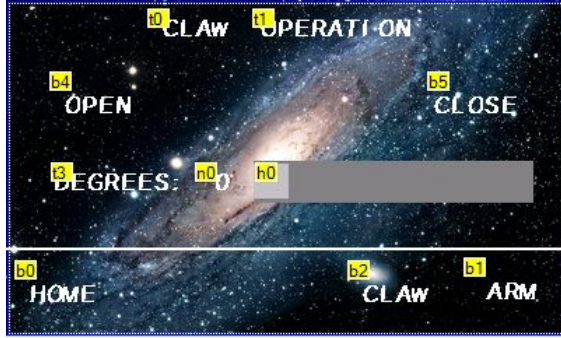 t0 CLAW t1 OPERATION
b4 OPEN b5 CLOSE
t3 DEGREES: n0 0 h0
b0 HOME b2 CLAW b1 ARM